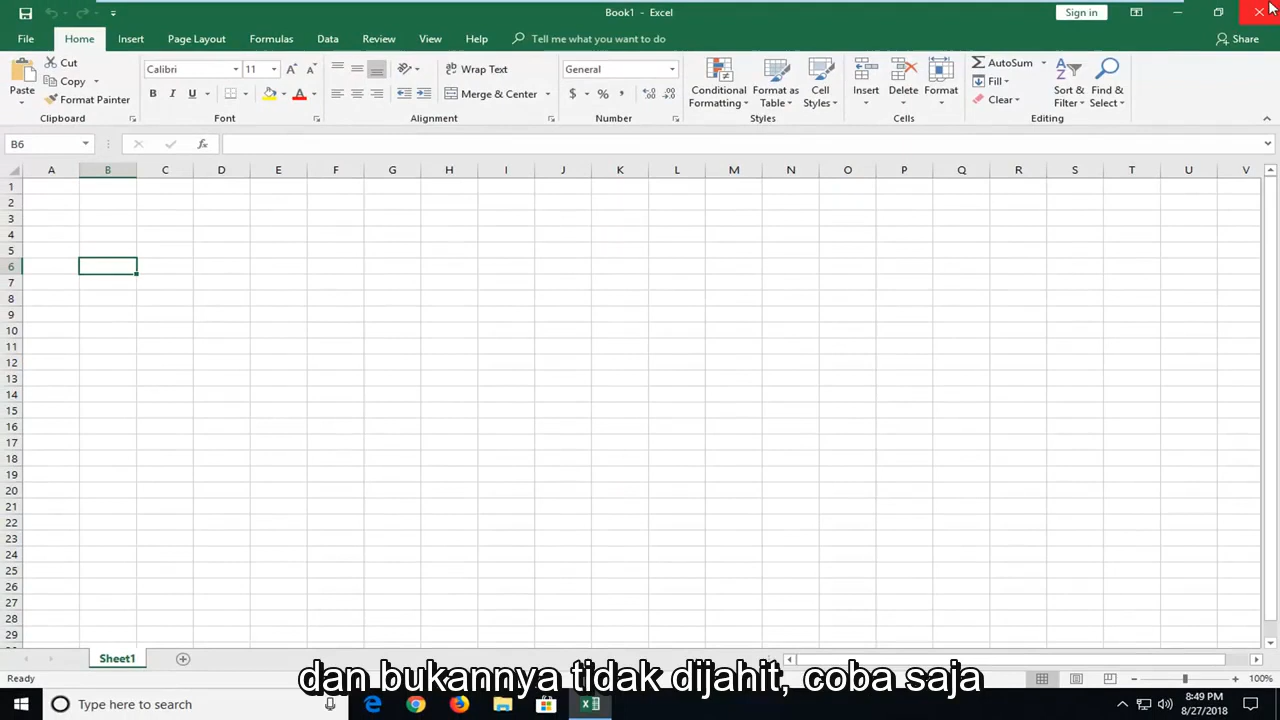 Book1 - Excel
Sign in
File Home Insert Page Layout Formulas Data Review View Help Tell me what you want to do Share
Cut Calibri 11 Wrap Text General AutoSum
Copy Fill
Paste Format Painter B I U Merge & Center $ % , Conditional Formatting Format as Table Cell Styles Insert Delete Format Clear Sort & Filter Find & Select
Clipboard Font Alignment Number Styles Cells Editing
B6 fx
A B C D E F G H I J K L M N O P Q R S T U V
1
2
3
4
5
6
7
8
9
10
11
12
13
14
15
16
17
18
19
20
21
22
23
24
25
26
27
28
29
Sheet1
dan bukannya tidak dijahit, coba saja
Ready 100%
Type here to search 8:49 PM
8/27/2018